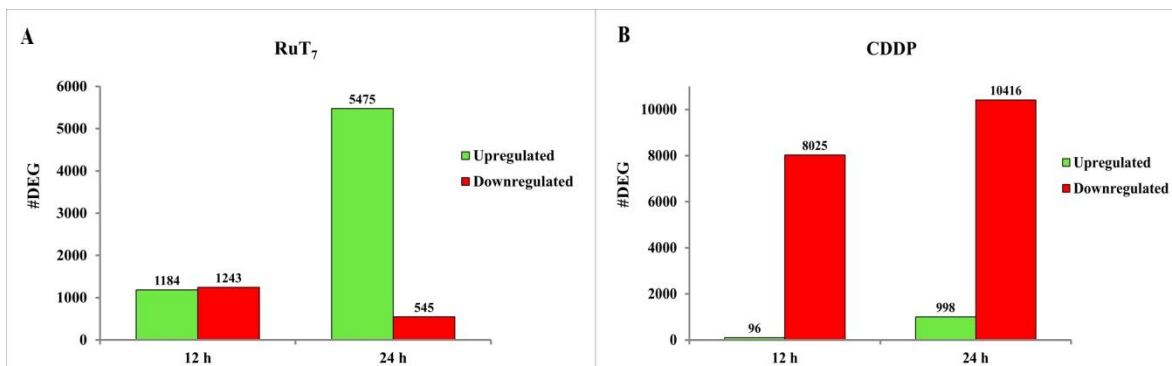 A
RuT₇
#DEG
6000
5000
4000
3000
2000
1000
0
1184
1243
5475
545
12 h
24 h
Upregulated
Downregulated
B
CDDP
#DEG
10000
8000
6000
4000
2000
0
96
8025
998
10416
12 h
24 h
Upregulated
Downregulated